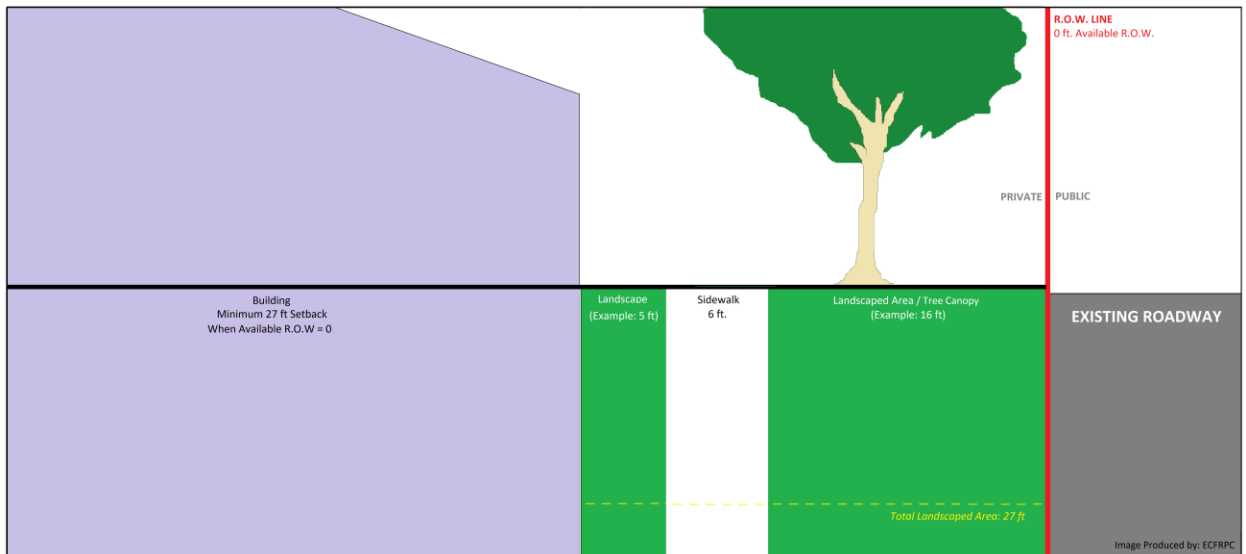 R.O.W. LINE
0 ft. Available R.O.W.
PRIVATE
PUBLIC
Building
Minimum 27 ft Setback
When Available R.O.W = 0
Landscape
(Example: 5 ft)
Sidewalk
6 ft.
Landscaped Area / Tree Canopy
(Example: 16 ft)
EXISTING ROADWAY
Total Landscaped Area: 27 ft
Image Produced by: ECFRPC